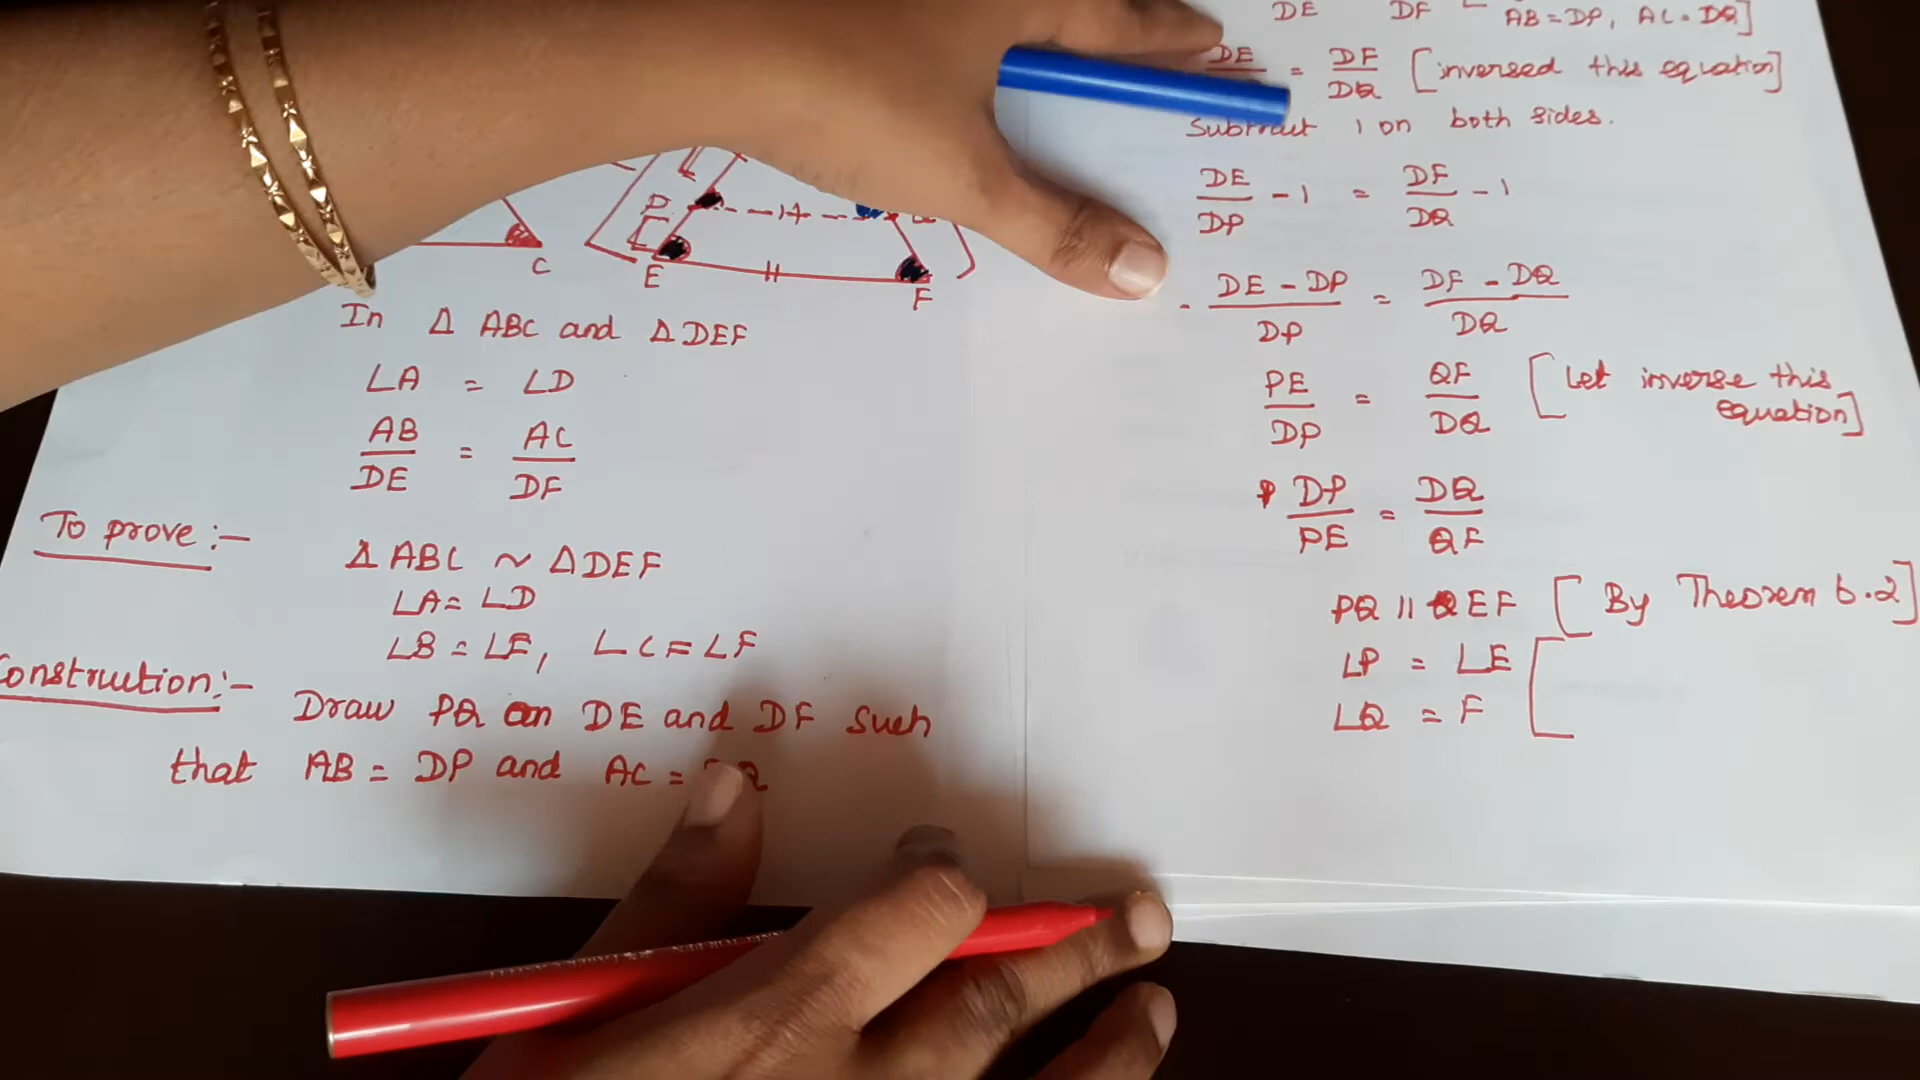 C
P
E
F
In Δ ABC and Δ DEF
∠A = ∠D
AB/DE = AC/DF
To prove :-
Δ ABC ~ Δ DEF
∠A = ∠D
∠B = ∠E, ∠C = ∠F
Construction :-
Draw PQ on DE and DF such
that AB = DP and AC = DQ
DE DF [
AB = DP, AC = DQ]
DE = DF/DQ [inversed this equation]
Subtract 1 on both sides.
DE/DP - 1 = DF/DQ - 1
DE - DP/DP = DF - DQ/DQ
PE/DP = QF/DQ [Let inverse this
equation]
DP/PE = DQ/QF
PQ || EF [By Theorem 6.2]
∠P = ∠E
∠Q = F